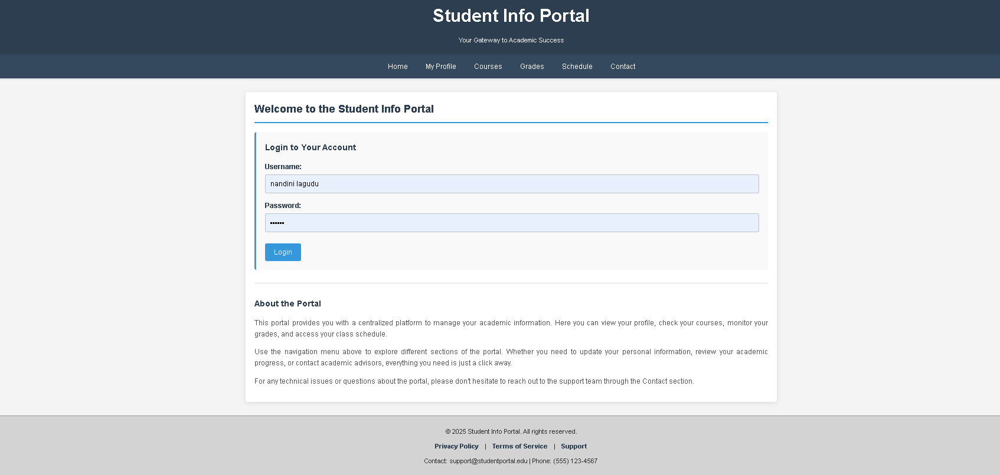 Student Info Portal
Your Gateway to Academic Success
Home My Profile Courses Grades Schedule Contact
Welcome to the Student Info Portal
Login to Your Account
Username:
nandini lagudu
Password:
••••••
Login
About the Portal
This portal provides you with a centralized platform to manage your academic information. Here you can view your profile, check your courses, monitor your
grades, and access your class schedule.
Use the navigation menu above to explore different sections of the portal. Whether you need to update your personal information, review your academic
progress, or contact academic advisors, everything you need is just a click away.
For any technical issues or questions about the portal, please don't hesitate to reach out to the support team through the Contact section.
© 2025 Student Info Portal. All rights reserved.
Privacy Policy | Terms of Service | Support
Contact: support@studentportal.edu | Phone: (555) 123-4567